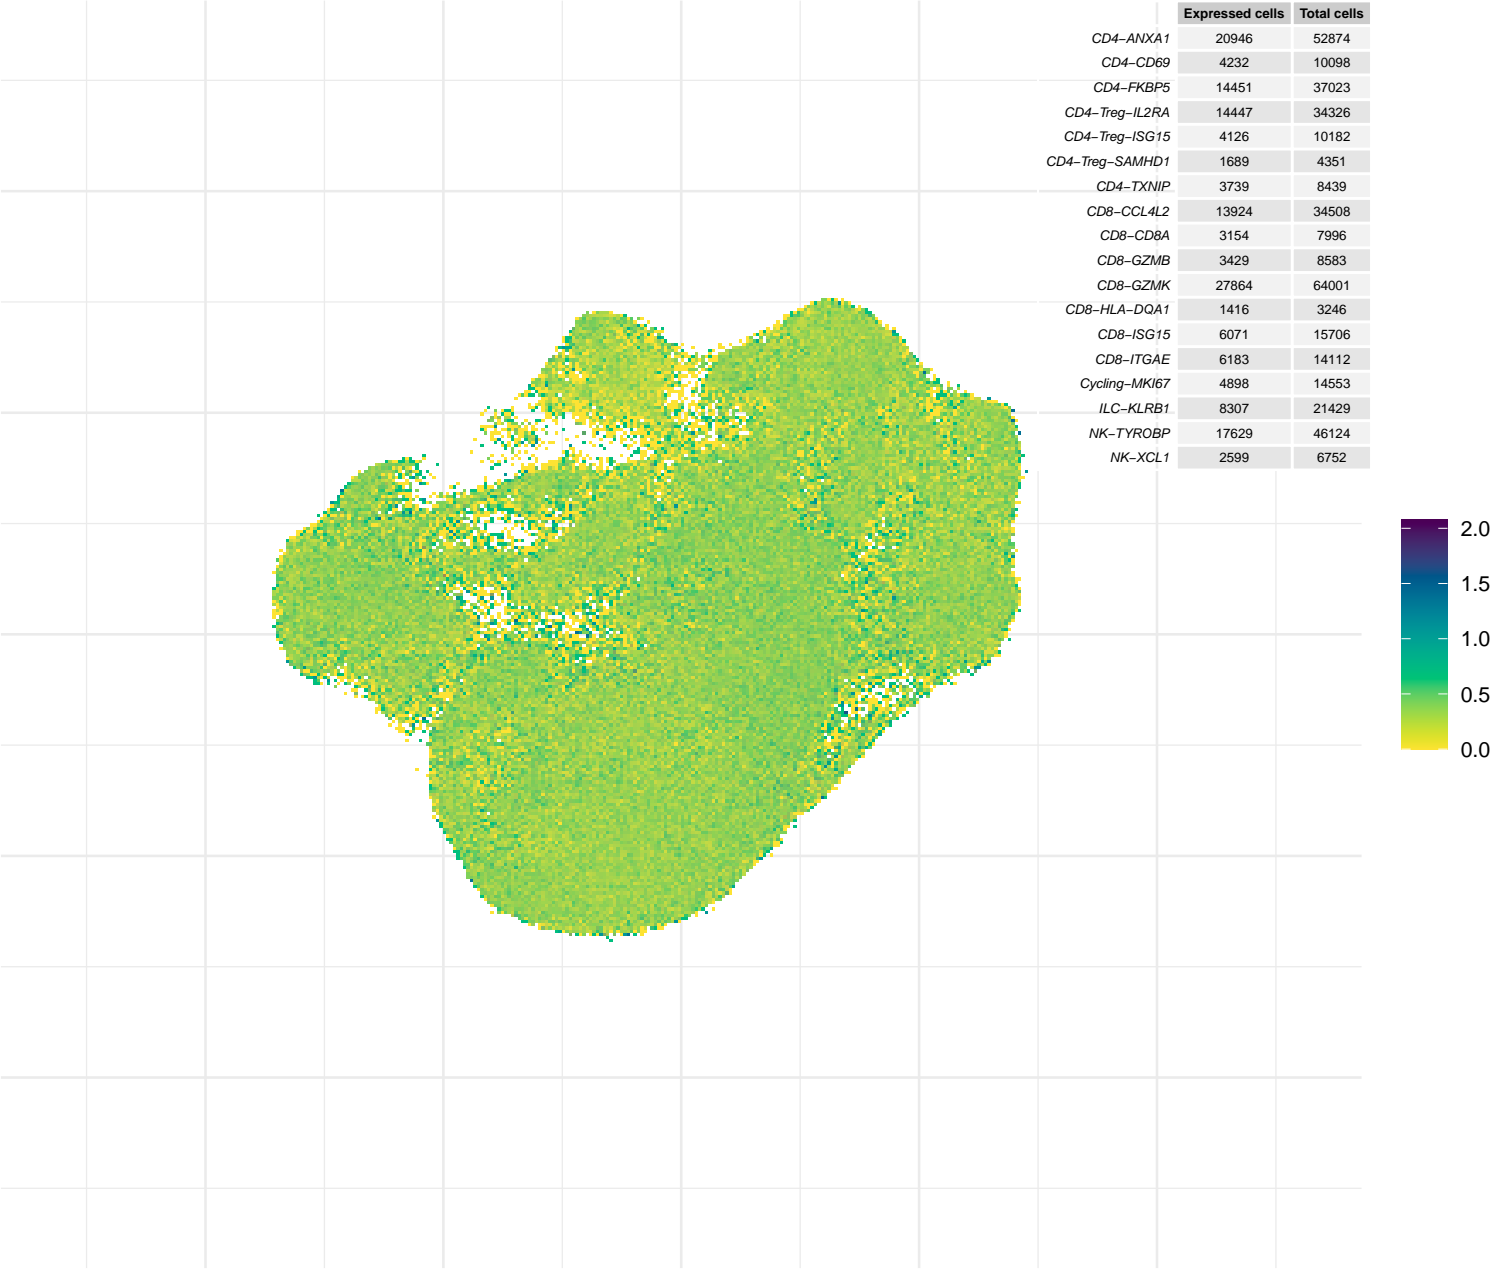 Expressed cells Total cells
CD4−ANXA1 20946 52874
CD4−CD69 4232 10098
CD4−FKBP5 14451 37023
CD4−Treg−IL2RA 14447 34326
CD4−Treg−ISG15 4126 10182
CD4−Treg−SAMHD1 1689 4351
CD4−TXNIP 3739 8439
CD8−CCL4L2 13924 34508
CD8−CD8A 3154 7996
CD8−GZMB 3429 8583
CD8−GZMK 27864 64001
CD8−HLA−DQA1 1416 3246
CD8−ISG15 6071 15706
CD8−ITGAE 6183 14112
Cycling−MKI67 4898 14553
ILC−KLRB1 8307 21429
NK−TYROBP 17629 46124
NK−XCL1 2599 6752
2.0
1.5
1.0
0.5
0.0